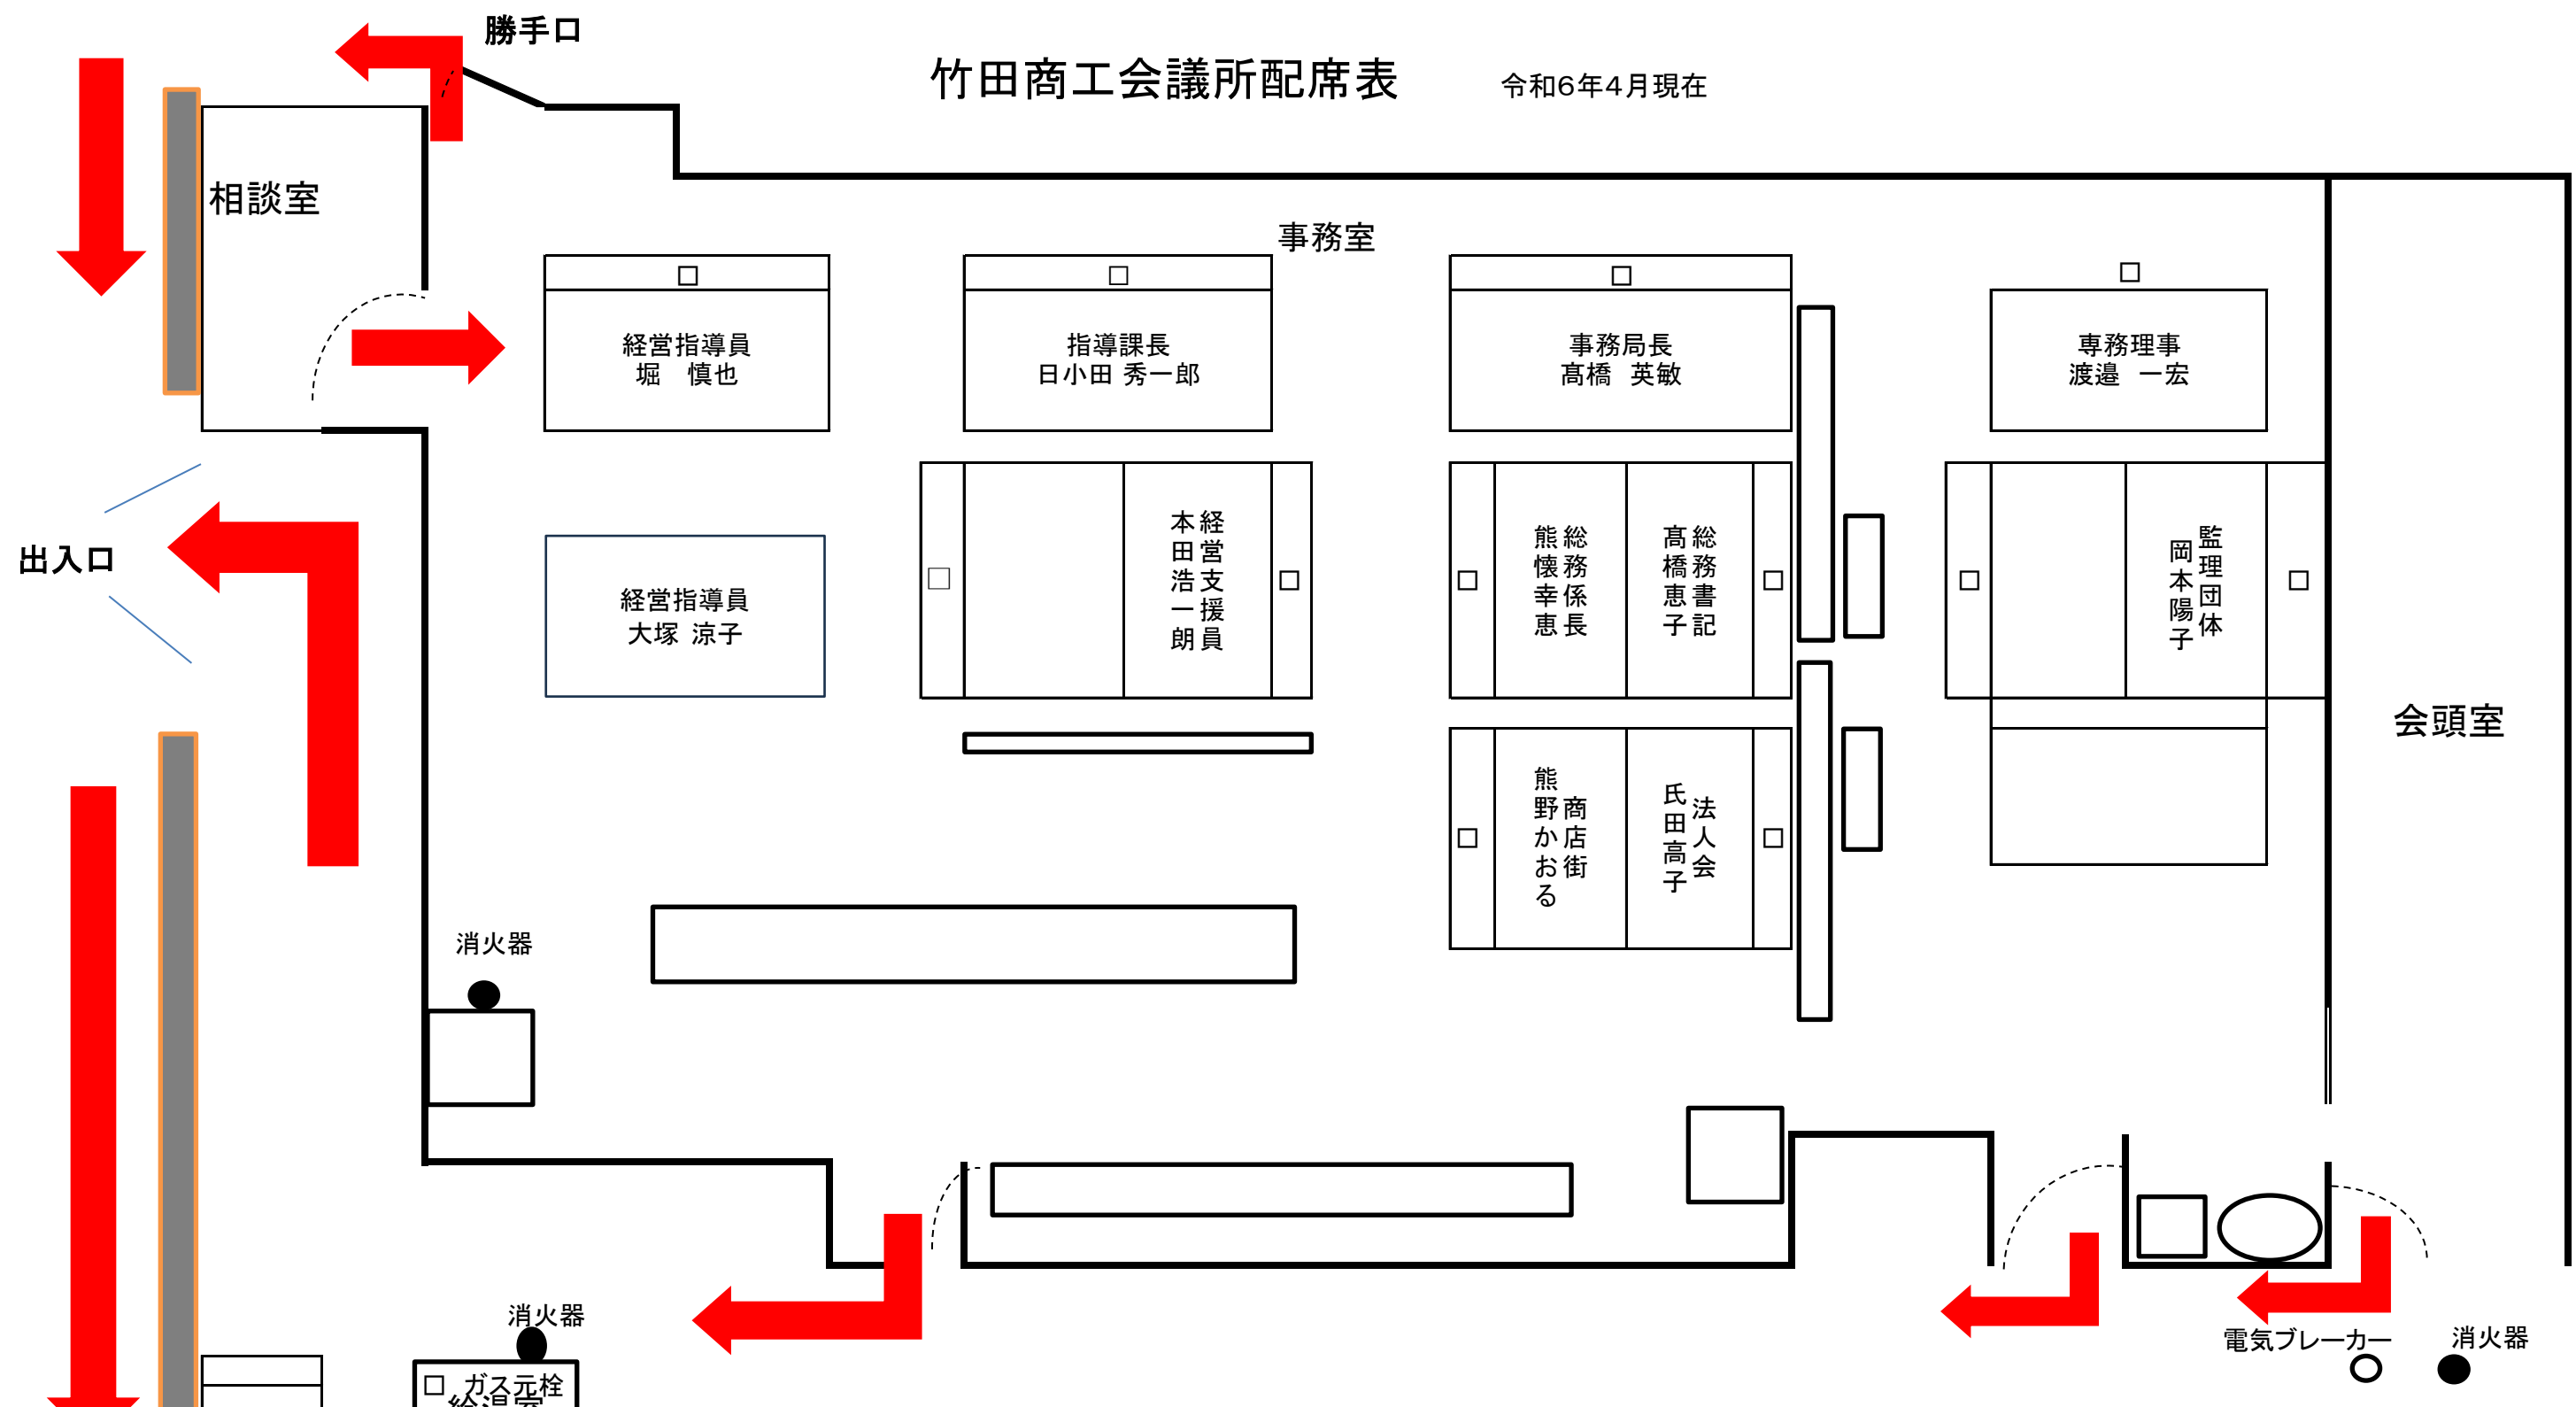 勝手口
竹田商工会議所配席表
令和6年4月現在
相談室
事務室
経営指導員
堀 慎也
指導課長
日小田 秀一郎
事務局長
髙橋 英敏
専務理事
渡邉 一宏
出入口
経営指導員
大塚 涼子
経営支援員
本田浩一朗
総務係長
熊懐幸恵
総務書記
髙橋恵子
監理団体
岡本陽子
会頭室
商店街
熊野かおる
法人会
氏田高子
消火器
消火器
電気ブレーカー
消火器
ガス元栓
給湯室